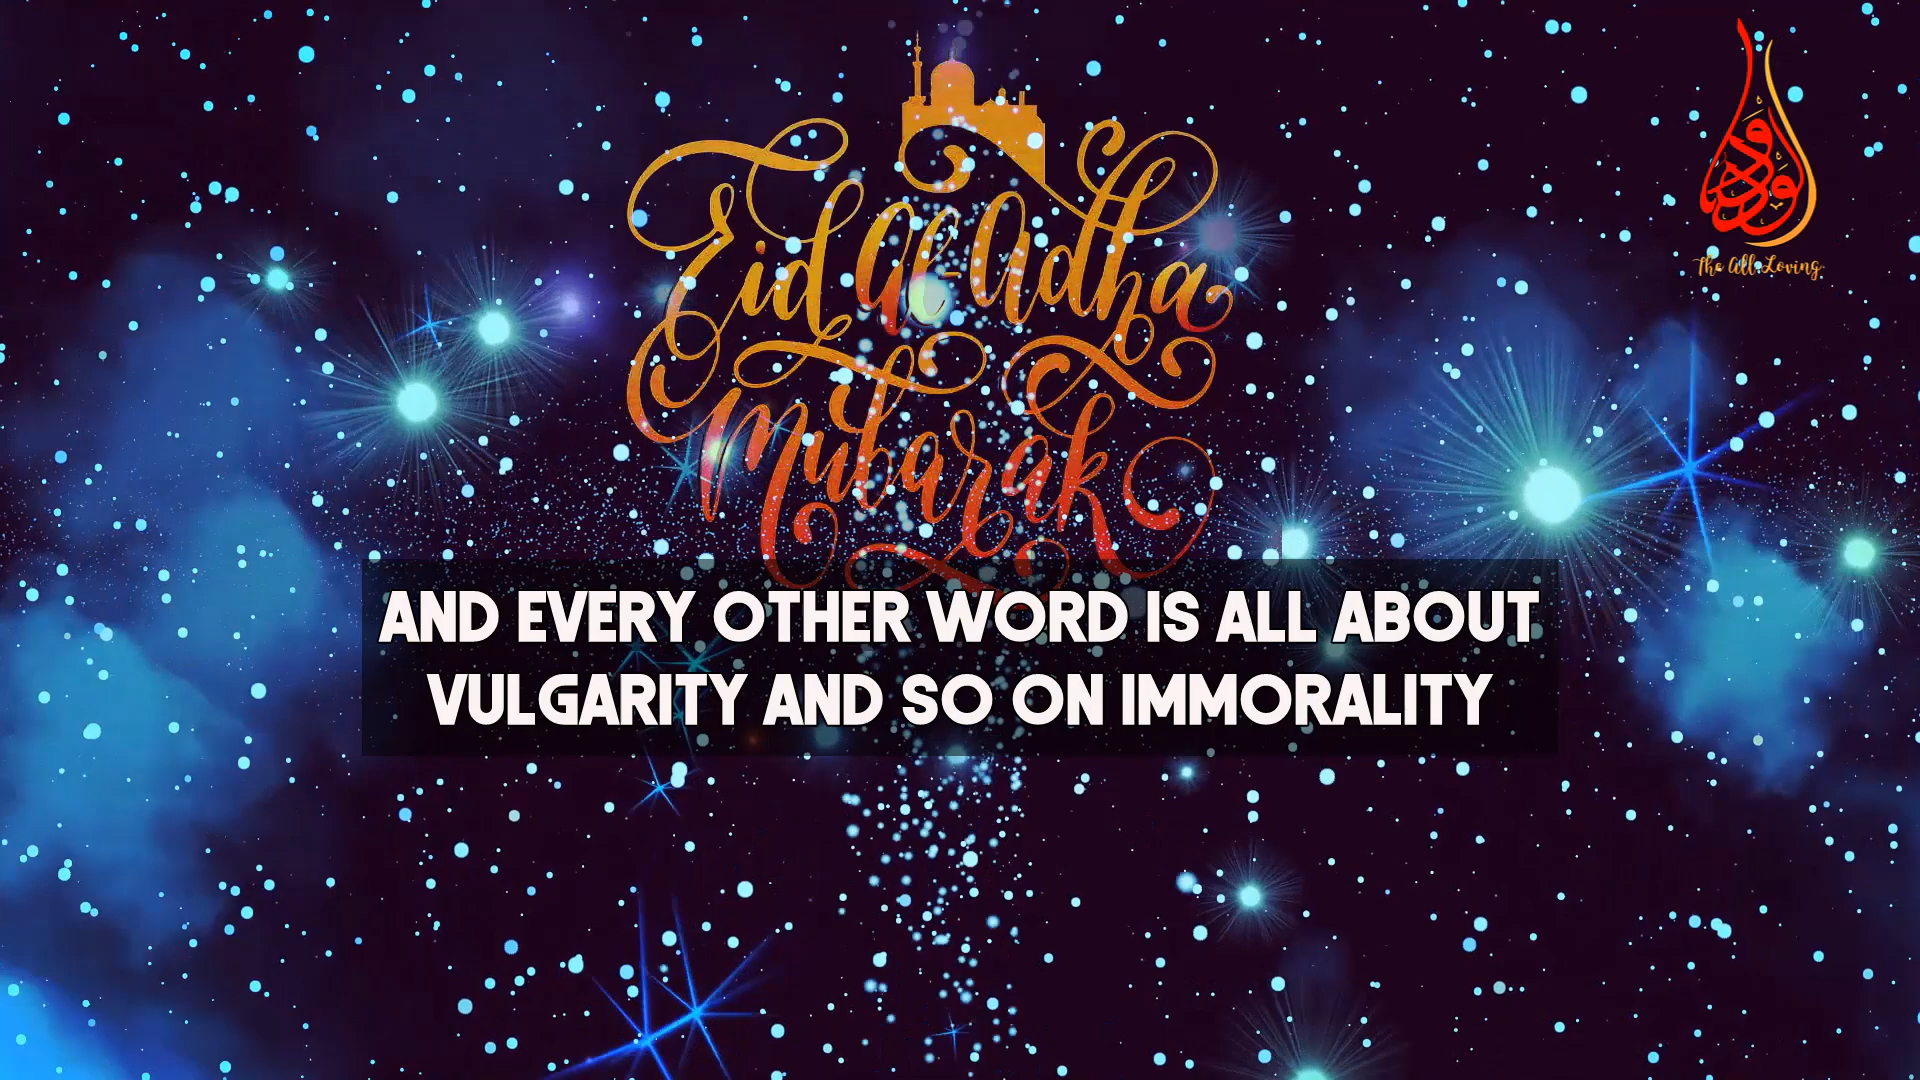 Eid Al-Adha
Mubarak
The All Loving
AND EVERY OTHER WORD IS ALL ABOUT
VULGARITY AND SO ON IMMORALITY